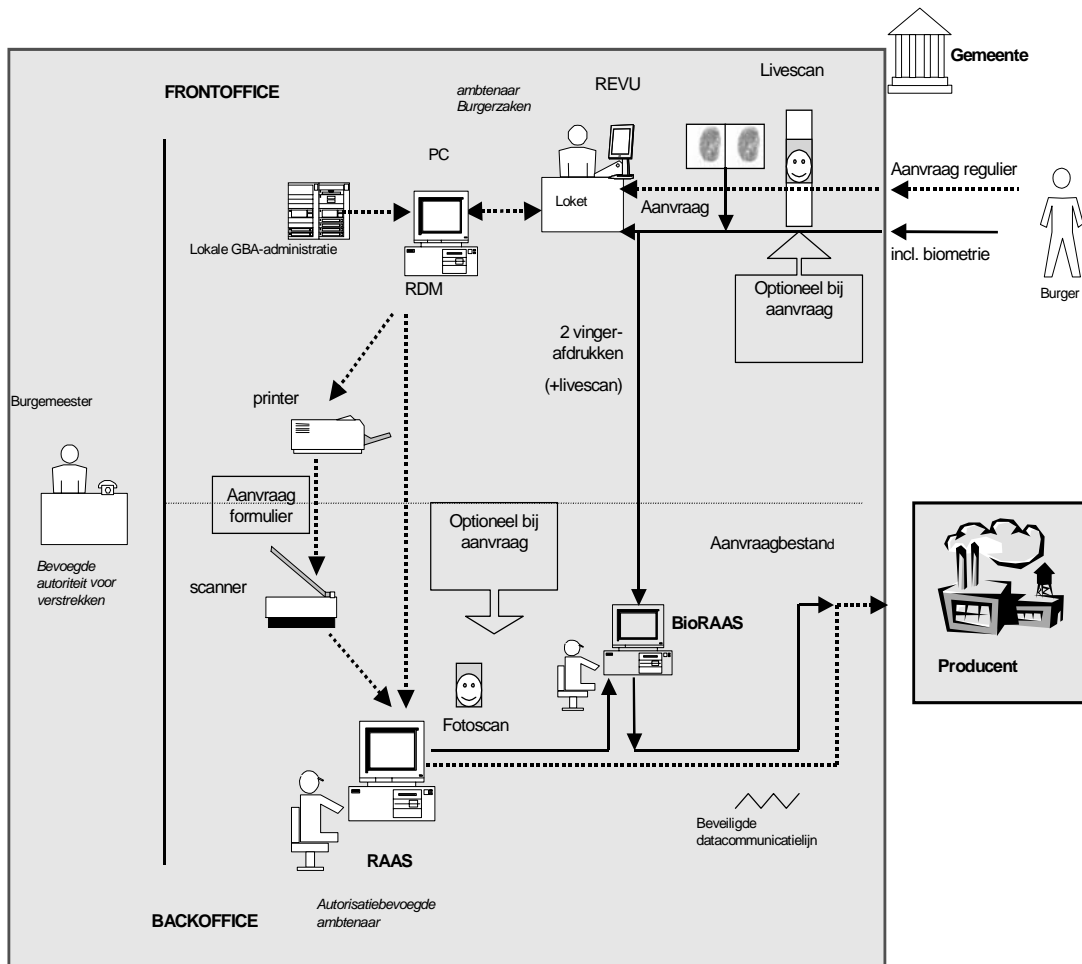 Gemeente
Livescan
REVU
FRONTOFFICE
ambtenaar
Burgerzaken
PC
Aanvraag regulier
Loket
Aanvraag
Lokale GBA-administratie
incl. biometrie
RDM
Optioneel bij
aanvraag
Burger
2 vinger-
afdrukken
(+livescan)
printer
Burgemeester
Aanvraag
formulier
Optioneel bij
aanvraag
Aanvraagbestand
Bevoegde
autoriteit voor
verstrekken
scanner
BioRAAS
Producent
Fotoscan
Beveiligde
datacommunicatielijn
RAAS
Autorisatiebevoegde
ambtenaar
BACKOFFICE